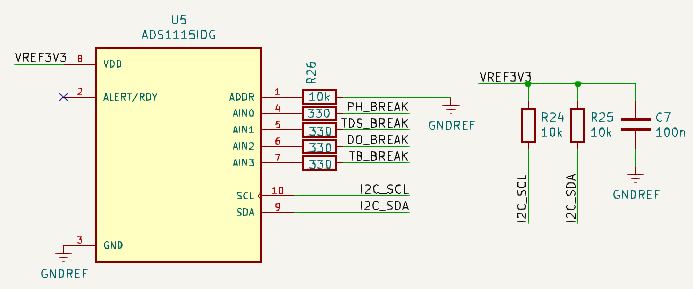 U5
ADS1115IDG
VREF3V3
8
VDD
2
ALERT/RDY
3
GND
GNDREF
ADDR
1
R26
10k
GNDREF
AIN0
4
330
PH_BREAK
AIN1
5
330
TDS_BREAK
AIN2
6
330
DO_BREAK
AIN3
7
330
TB_BREAK
SCL
10
I2C_SCL
SDA
9
I2C_SDA
VREF3V3
R24
10k
R25
10k
C7
100n
I2C_SCL
I2C_SDA
GNDREF